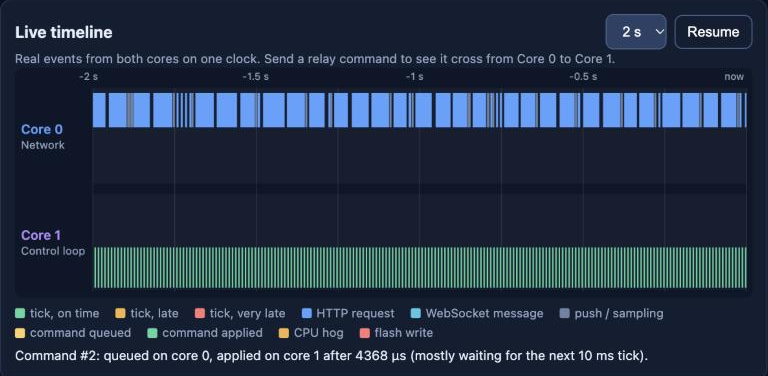 Live timeline
2 s
Resume
Real events from both cores on one clock. Send a relay command to see it cross from Core 0 to Core 1.
-2 s -1.5 s -1 s -0.5 s now
Core 0
Network
Core 1
Control loop
tick, on time tick, late tick, very late HTTP request WebSocket message push / sampling
command queued command applied CPU hog flash write
Command #2: queued on core 0, applied on core 1 after 4368 µs (mostly waiting for the next 10 ms tick).